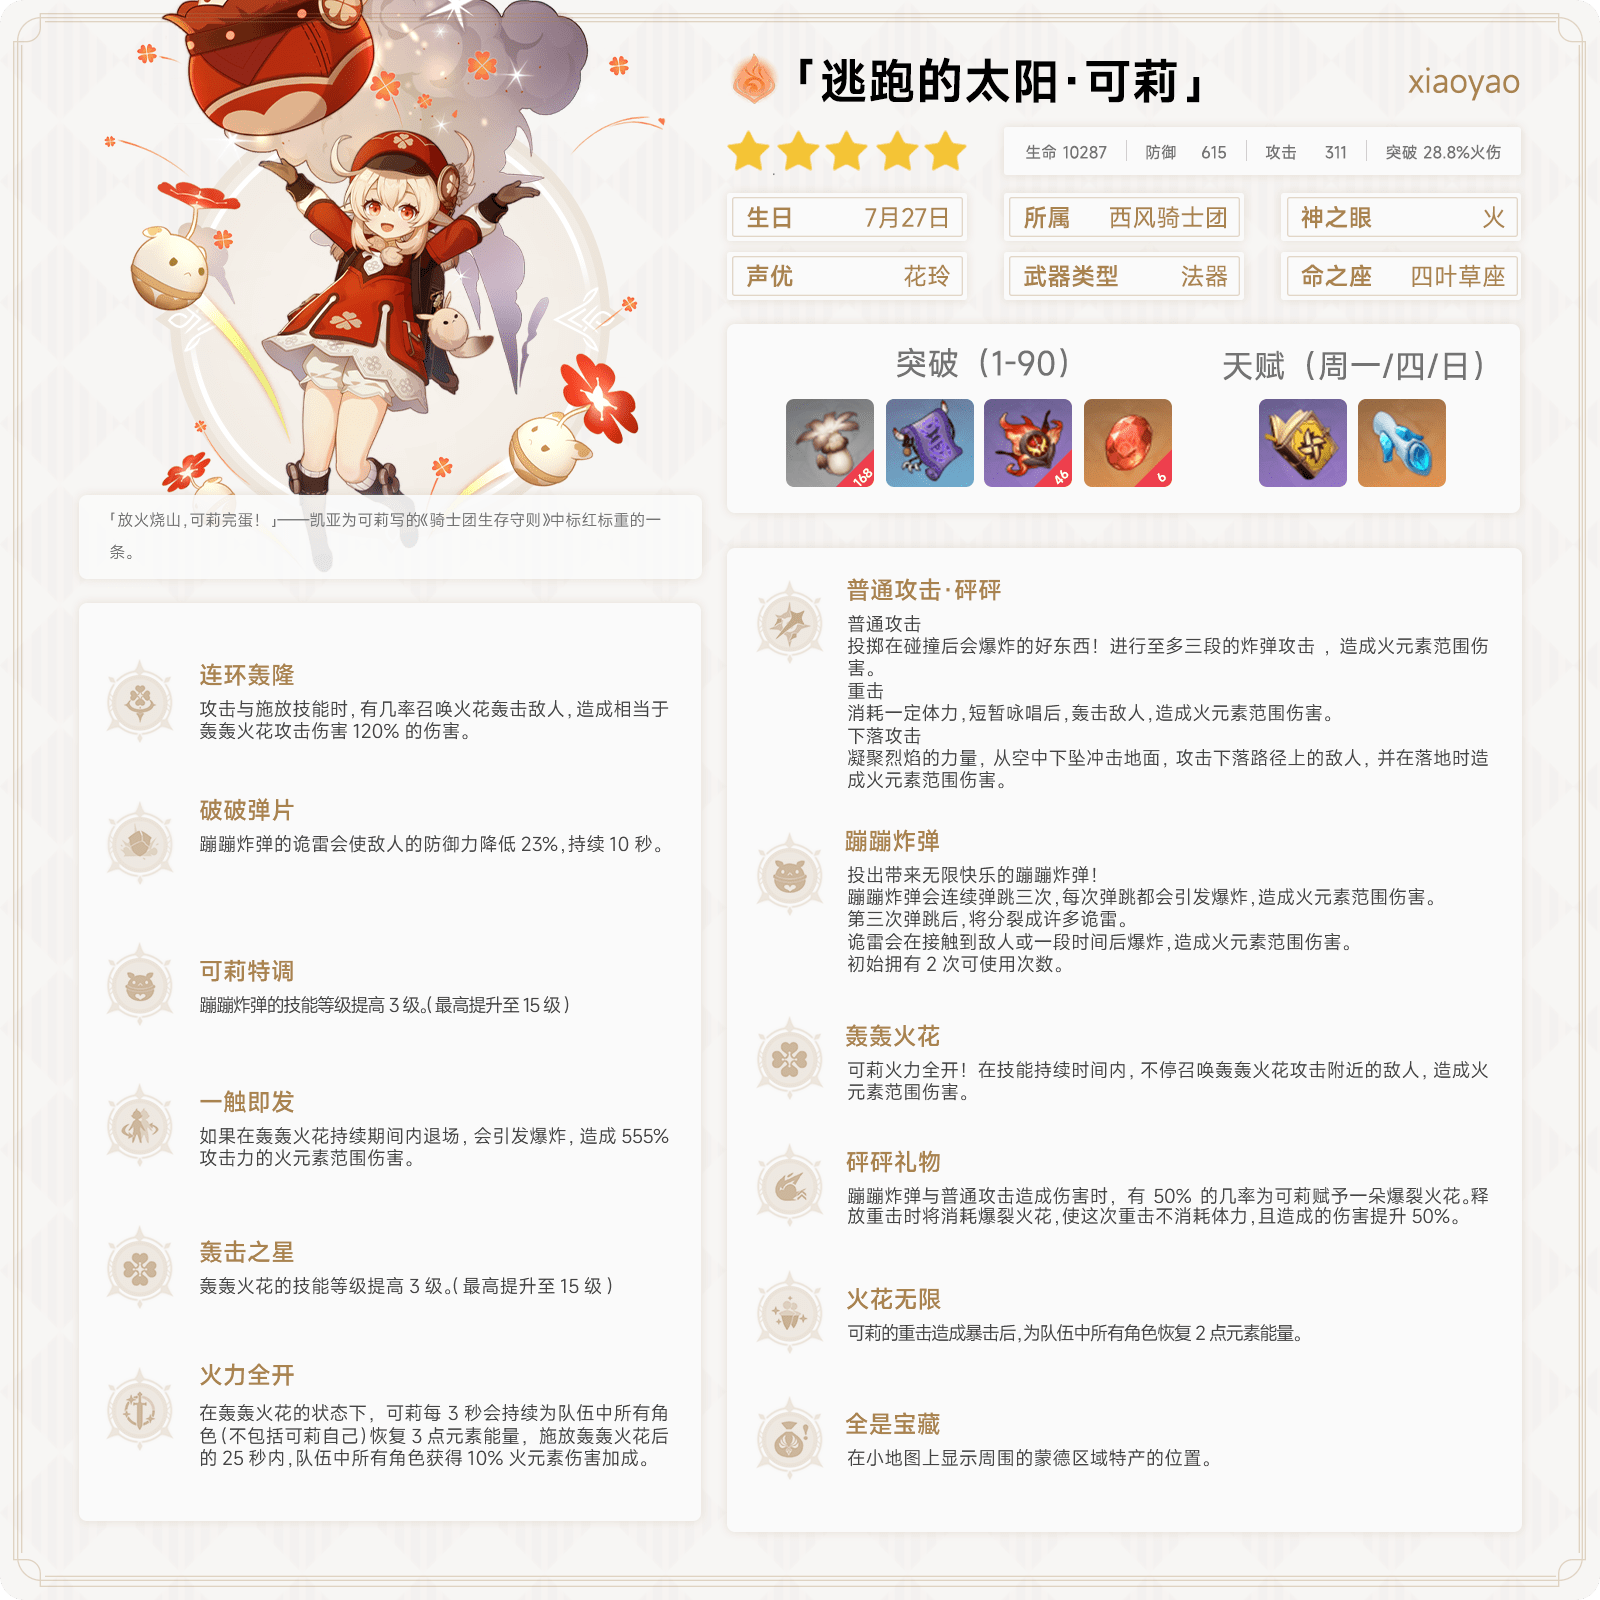 「逃跑的太阳·可莉」
xiaoyao
生命 10287 防御 615 攻击 311 突破 28.8%火伤
生日 7月27日
所属 西风骑士团
神之眼 火
声优 花玲
武器类型 法器
命之座 四叶草座
突破（1-90）
天赋（周一/四/日）
168
46
6
「放火烧山,可莉完蛋！」——凯亚为可莉写的《骑士团生存守则》中标红标重的一
条。
连环轰隆
攻击与施放技能时,有几率召唤火花轰击敌人,造成相当于
轰轰火花攻击伤害 120% 的伤害。
破破弹片
蹦蹦炸弹的诡雷会使敌人的防御力降低 23%,持续 10 秒。
可莉特调
蹦蹦炸弹的技能等级提高 3 级。(最高提升至 15 级)
一触即发
如果在轰轰火花持续期间内退场, 会引发爆炸, 造成 555%
攻击力的火元素范围伤害。
轰击之星
轰轰火花的技能等级提高 3 级。(最高提升至 15 级)
火力全开
在轰轰火花的状态下, 可莉每 3 秒会持续为队伍中所有角
色(不包括可莉自己)恢复 3 点元素能量, 施放轰轰火花后
的 25 秒内,队伍中所有角色获得 10% 火元素伤害加成。
普通攻击·砰砰
普通攻击
投掷在碰撞后会爆炸的好东西！进行至多三段的炸弹攻击 , 造成火元素范围伤
害。
重击
消耗一定体力,短暂咏唱后,轰击敌人,造成火元素范围伤害。
下落攻击
凝聚烈焰的力量, 从空中下坠冲击地面, 攻击下落路径上的敌人, 并在落地时造
成火元素范围伤害。
蹦蹦炸弹
投出带来无限快乐的蹦蹦炸弹！
蹦蹦炸弹会连续弹跳三次,每次弹跳都会引发爆炸,造成火元素范围伤害。
第三次弹跳后,将分裂成许多诡雷。
诡雷会在接触到敌人或一段时间后爆炸,造成火元素范围伤害。
初始拥有 2 次可使用次数。
轰轰火花
可莉火力全开！在技能持续时间内, 不停召唤轰轰火花攻击附近的敌人, 造成火
元素范围伤害。
砰砰礼物
蹦蹦炸弹与普通攻击造成伤害时, 有 50% 的几率为可莉赋予一朵爆裂火花。释
放重击时将消耗爆裂火花,使这次重击不消耗体力,且造成的伤害提升 50%。
火花无限
可莉的重击造成暴击后,为队伍中所有角色恢复 2 点元素能量。
全是宝藏
在小地图上显示周围的蒙德区域特产的位置。